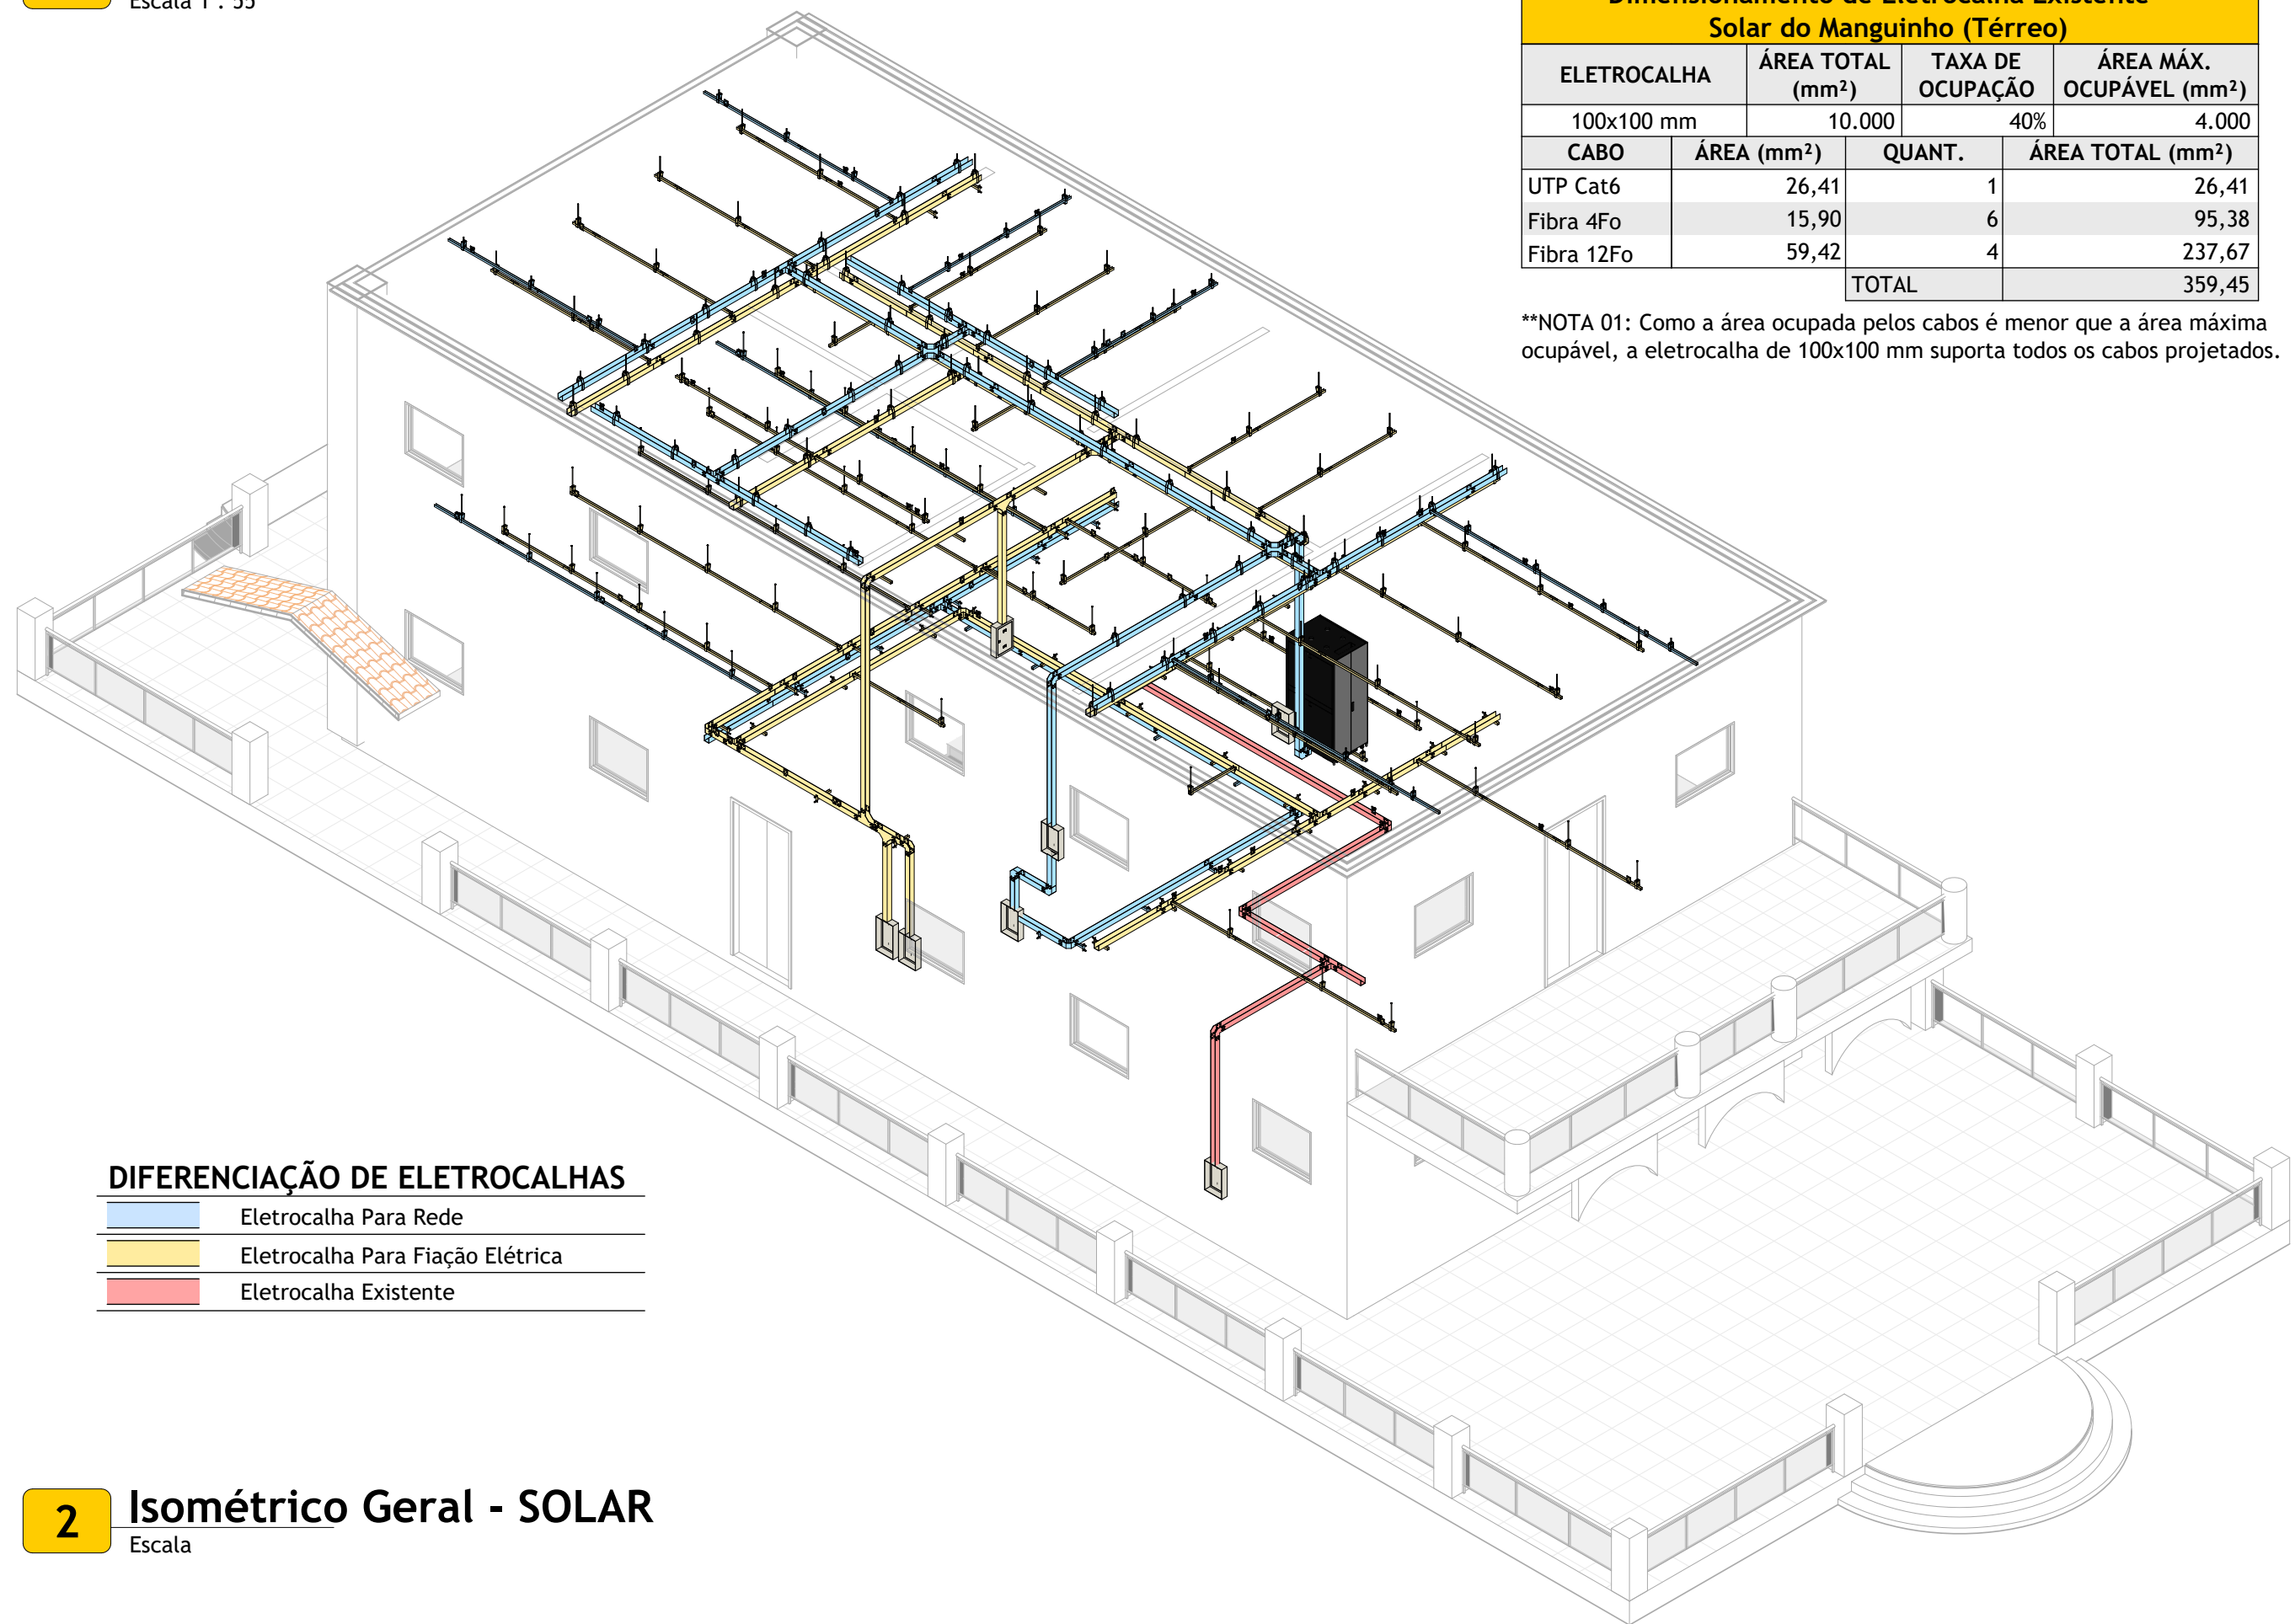 Escala 1 : 55
Dimensionamento de Eletrocalha Existente
Solar do Manguinho (Térreo)
ELETROCALHA
ÁREA TOTAL (mm²)
TAXA DE OCUPAÇÃO
ÁREA MÁX. OCUPÁVEL (mm²)
100x100 mm 10.000 40% 4.000
CABO ÁREA (mm²) QUANT. ÁREA TOTAL (mm²)
UTP Cat6 26,41 1 26,41
Fibra 4Fo 15,90 6 95,38
Fibra 12Fo 59,42 4 237,67
TOTAL 359,45
**NOTA 01: Como a área ocupada pelos cabos é menor que a área máxima
ocupável, a eletrocalha de 100x100 mm suporta todos os cabos projetados.
DIFERENCIAÇÃO DE ELETROCALHAS
Eletrocalha Para Rede
Eletrocalha Para Fiação Elétrica
Eletrocalha Existente
2 Isométrico Geral - SOLAR
Escala